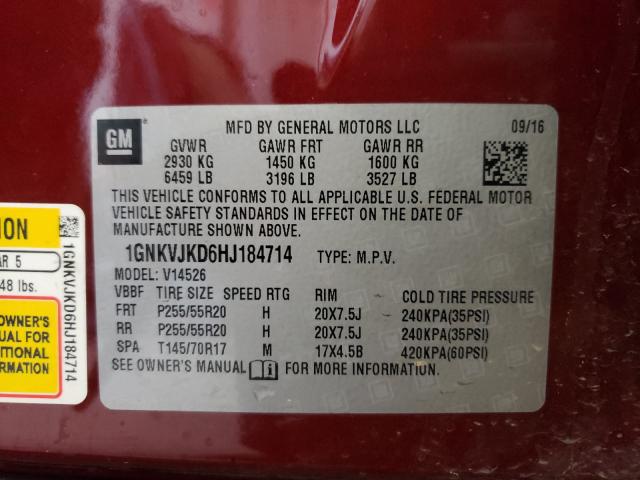 GM
MFD BY GENERAL MOTORS LLC
09/16
GVWR GAWR FRT GAWR RR
2930 KG 1450 KG 1600 KG
6459 LB 3196 LB 3527 LB
THIS VEHICLE CONFORMS TO ALL APPLICABLE U.S. FEDERAL MOTOR
VEHICLE SAFETY STANDARDS IN EFFECT ON THE DATE OF
MANUFACTURE SHOWN ABOVE.
1GNKVJKD6HJ184714 TYPE: M.P.V.
MODEL: V14526
VBBF TIRE SIZE SPEED RTG RIM COLD TIRE PRESSURE
FRT P255/55R20 H 20X7.5J 240KPA(35PSI)
RR P255/55R20 H 20X7.5J 240KPA(35PSI)
SPA T145/70R17 M 17X4.5B 420KPA(60PSI)
SEE OWNER'S MANUAL FOR MORE INFORMATION.
5
48 lbs.
OWNER'S
FOR
1GNKVJKD6HJ184714